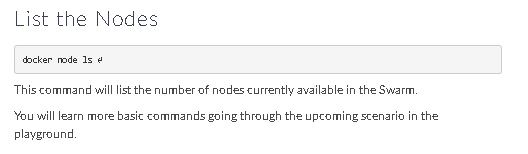 List the Nodes
docker node ls ↵
This command will list the number of nodes currently available in the Swarm.
You will learn more basic commands going through the upcoming scenario in the
playground.